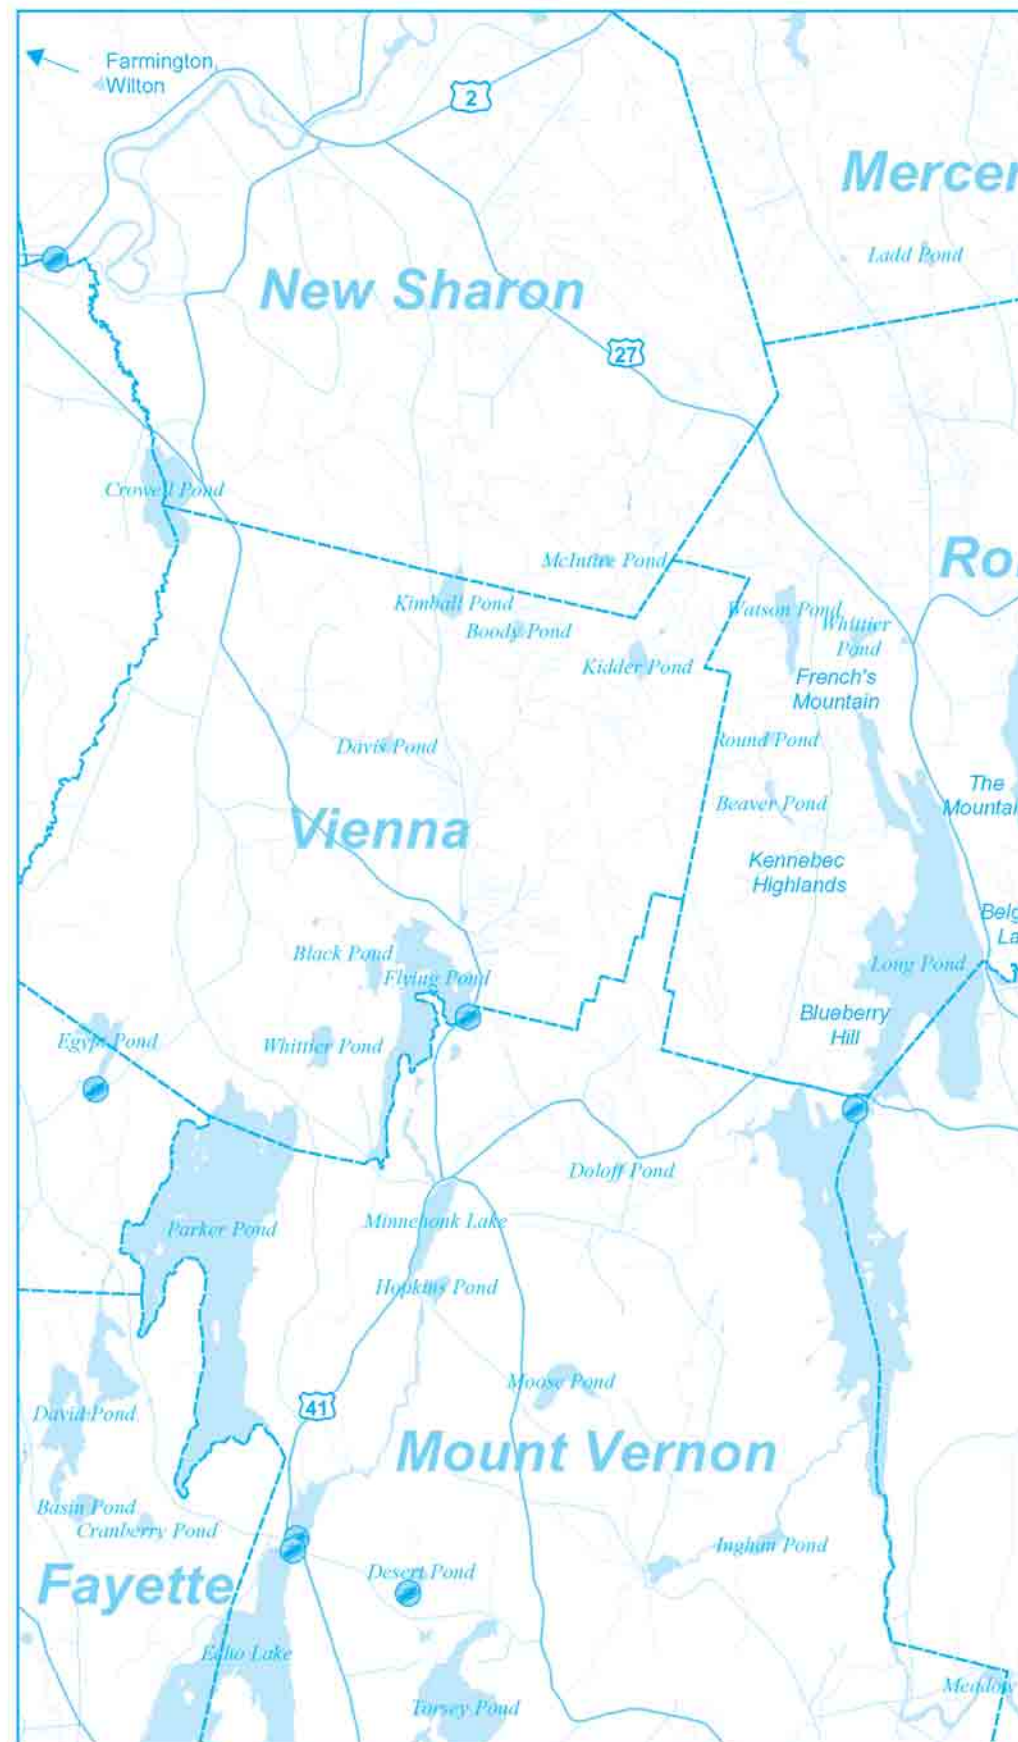 Farmington,
Wilton
2
Mercer
Ladd Pond
New Sharon
27
Crowell Pond
McIntire Pond
Kimball Pond
Boody Pond
Watson Pond
Whittier
Pond
Kidder Pond
French's
Mountain
Round Pond
Davis Pond
The
Beaver Pond
Vienna
Kennebec
Highlands
Black Pond
Flying Pond
Long Pond
Blueberry
Hill
Egypt Pond
Whittier Pond
Doloff Pond
Minnehonk Lake
Parker Pond
Hopkins Pond
Moose Pond
41
David Pond
Mount Vernon
Basin Pond
Cranberry Pond
Inghan Pond
Desert Pond
Fayette
Echo Lake
Meadow
Torsey Pond